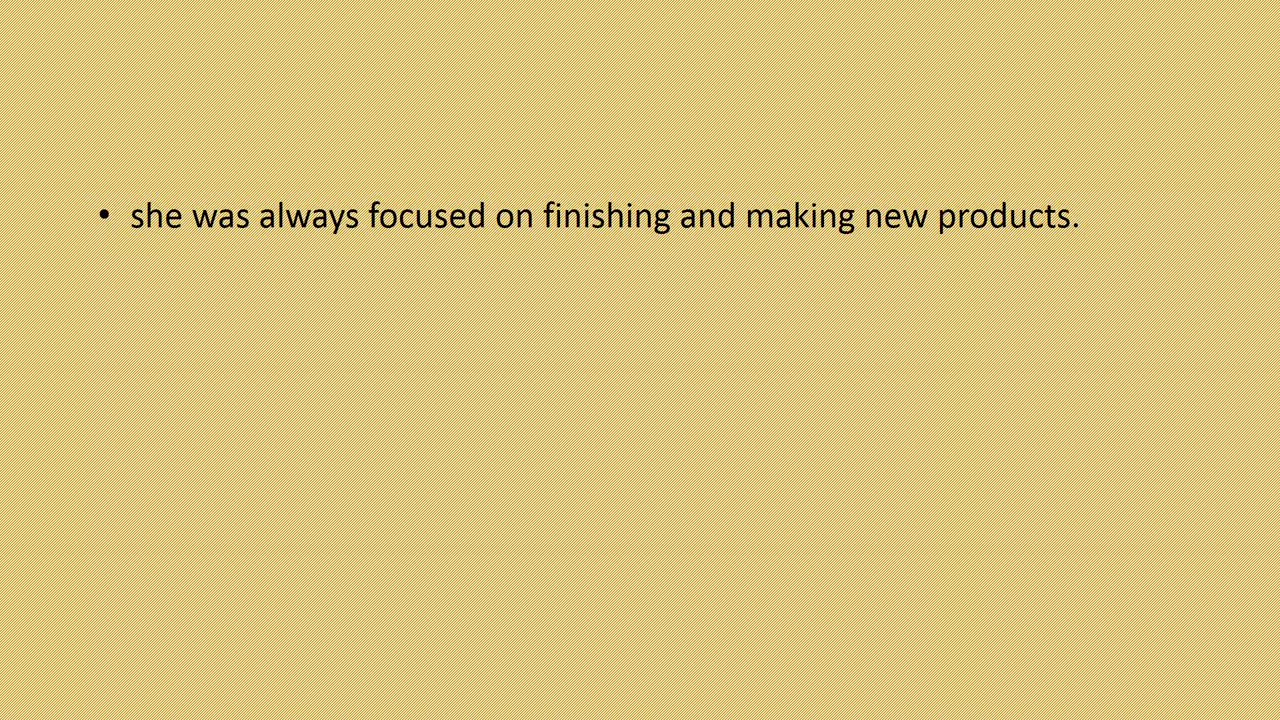 • she was always focused on finishing and making new products.